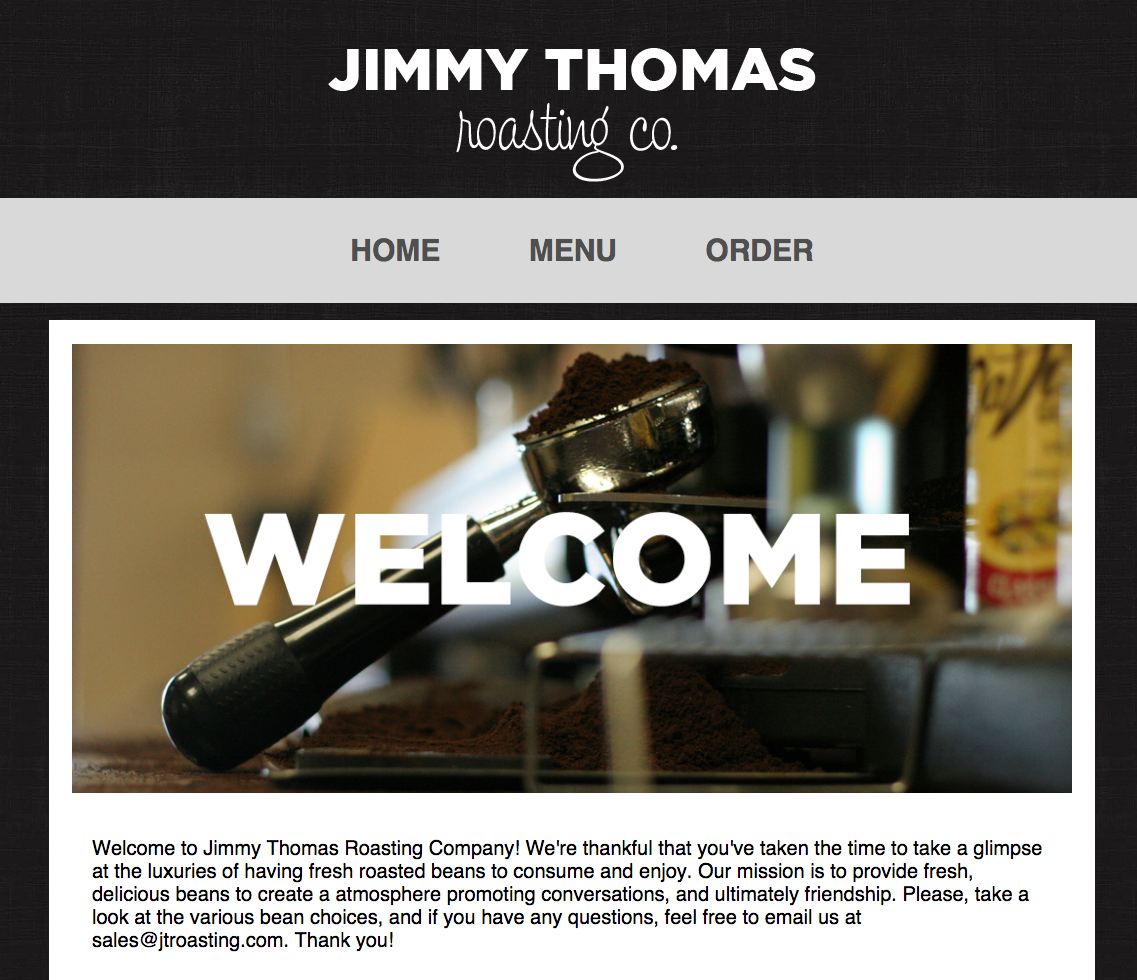 JIMMY THOMAS
roasting co.
HOME MENU ORDER
WELCOME
Welcome to Jimmy Thomas Roasting Company! We're thankful that you've taken the time to take a glimpse
at the luxuries of having fresh roasted beans to consume and enjoy. Our mission is to provide fresh,
delicious beans to create a atmosphere promoting conversations, and ultimately friendship. Please, take a
look at the various bean choices, and if you have any questions, feel free to email us at
sales@jtroasting.com. Thank you!